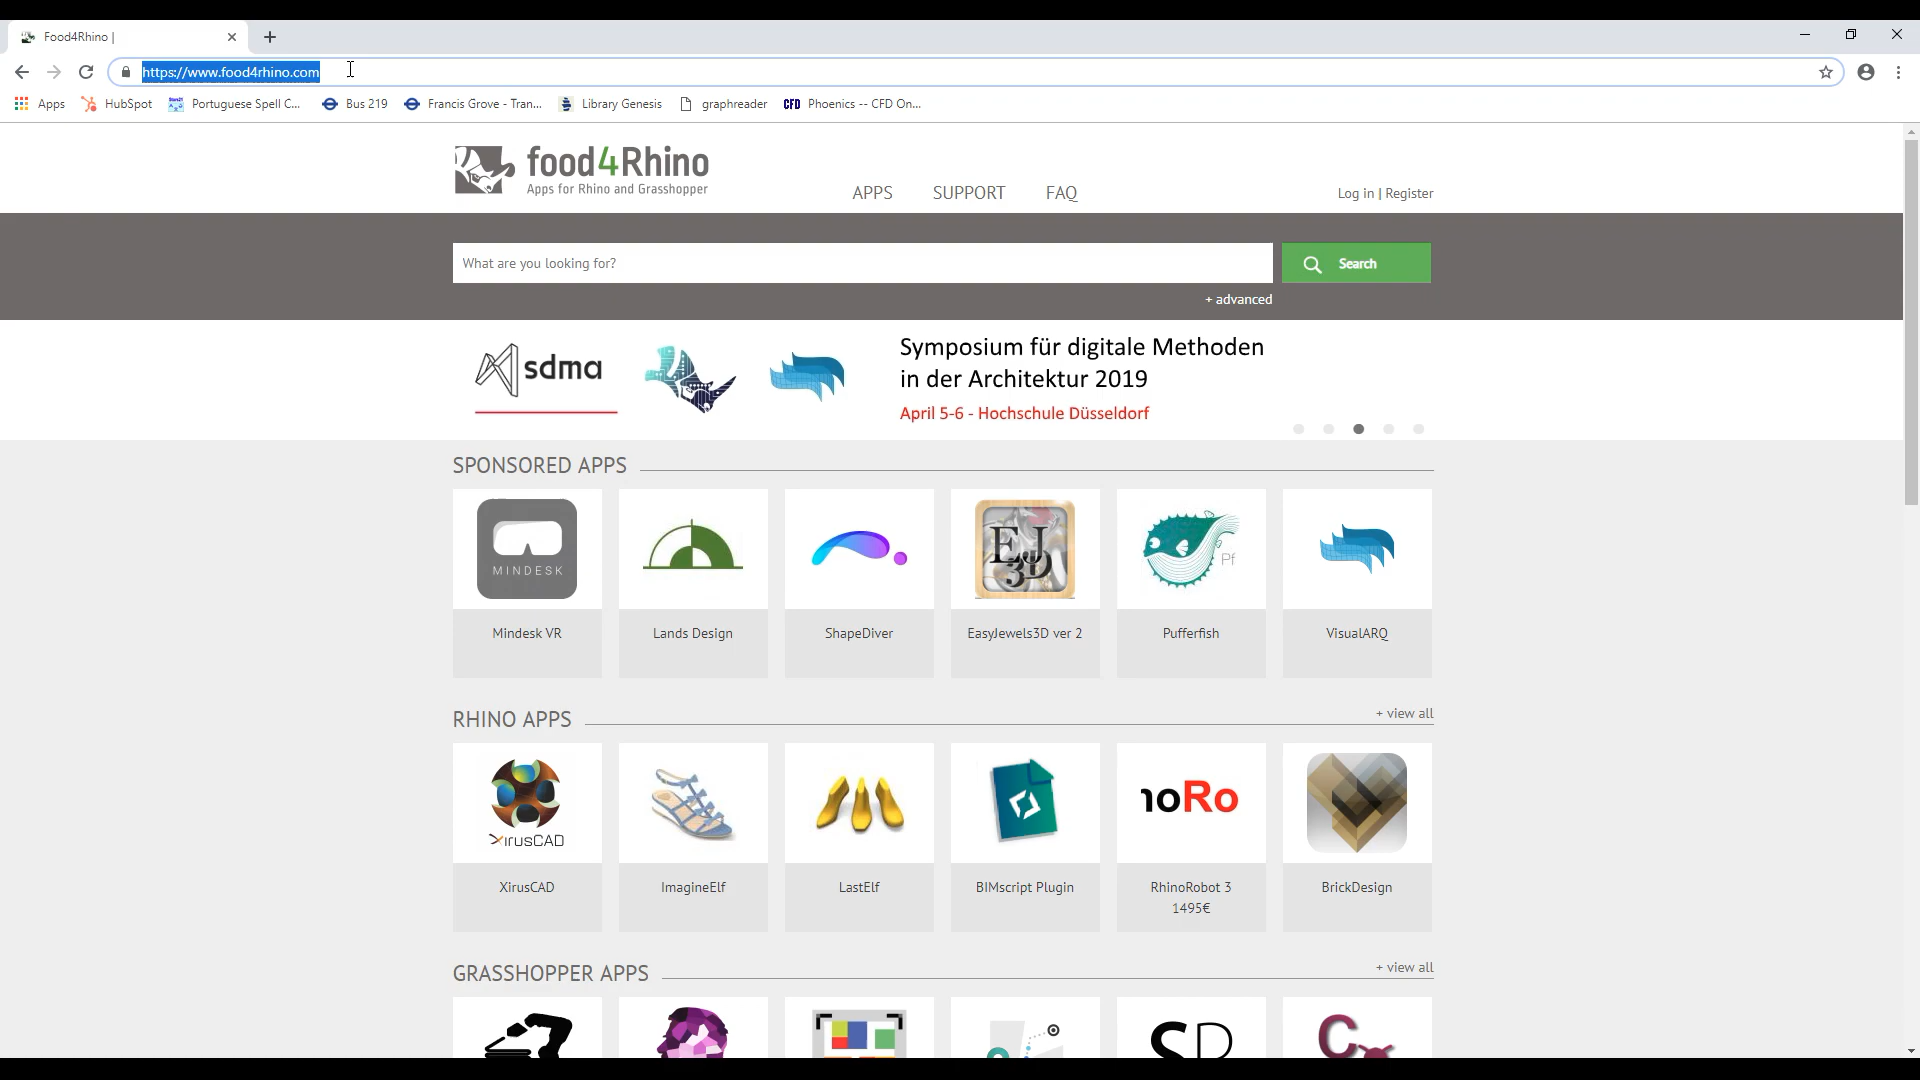 Food4Rhino |
https://www.food4rhino.com
Apps
HubSpot
Portuguese Spell C...
Bus 219
Francis Grove - Tran...
Library Genesis
graphreader
CFD
Phoenics -- CFD On...
food4Rhino
Apps for Rhino and Grasshopper
APPS
SUPPORT
FAQ
Log in | Register
What are you looking for?
Search
+ advanced
sdma
Symposium für digitale Methoden
in der Architektur 2019
April 5-6 - Hochschule Düsseldorf
SPONSORED APPS
MINDESK
EJ
3D
Pf
Mindesk VR
Lands Design
ShapeDiver
EasyJewels3D ver 2
Pufferfish
VisualARQ
RHINO APPS
+ view all
XirusCAD
noRo
XirusCAD
ImagineElf
LastElf
BIMscript Plugin
RhinoRobot 3
1495€
BrickDesign
GRASSHOPPER APPS
+ view all
C